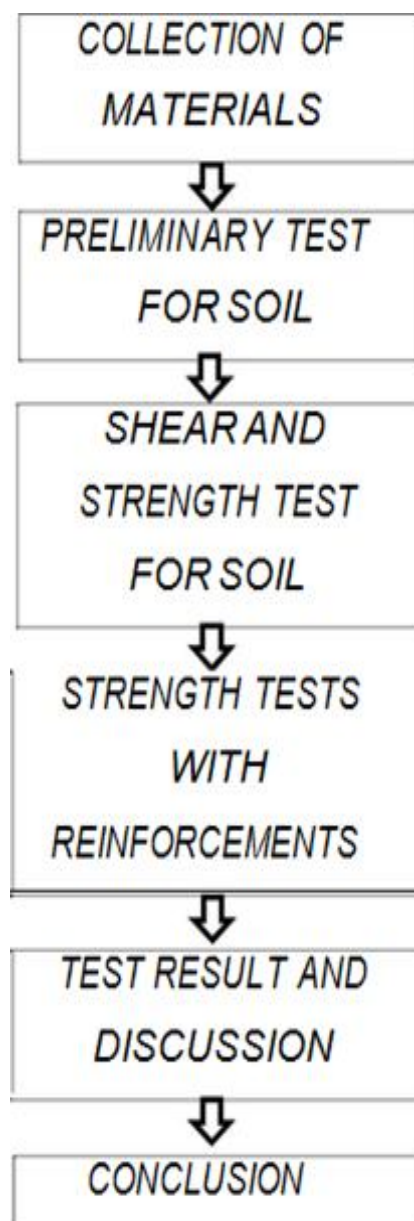 COLLECTION OF
MATERIALS
PRELIMINARY TEST
FOR SOIL
SHEAR AND
STRENGTH TEST
FOR SOIL
STRENGTH TESTS
WITH
REINFORCEMENTS
TEST RESULT AND
DISCUSSION
CONCLUSION